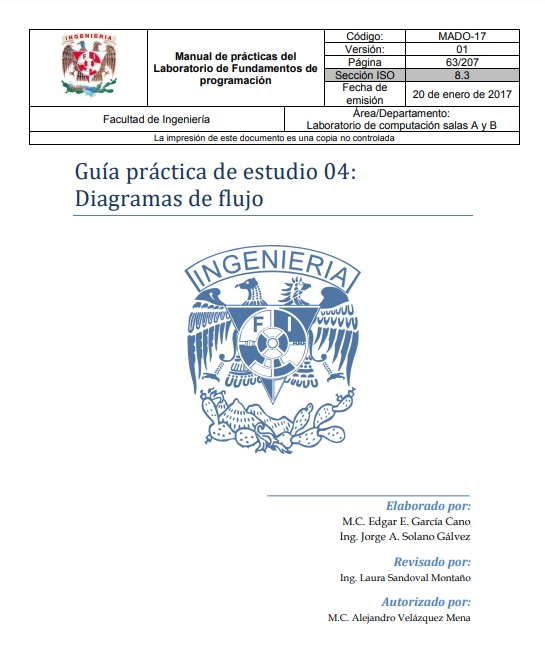 INGENIERIA
Manual de prácticas del
Laboratorio de Fundamentos de
programación
Código: MADO-17
Versión: 01
Página 63/207
Sección ISO 8.3
Fecha de
emisión 20 de enero de 2017
Facultad de Ingeniería
Área/Departamento:
Laboratorio de computación salas A y B
La impresión de este documento es una copia no controlada
Guía práctica de estudio 04:
Diagramas de flujo
INGENIERIA
F I
Elaborado por:
M.C. Edgar E. García Cano
Ing. Jorge A. Solano Gálvez
Revisado por:
Ing. Laura Sandoval Montaño
Autorizado por:
M.C. Alejandro Velázquez Mena